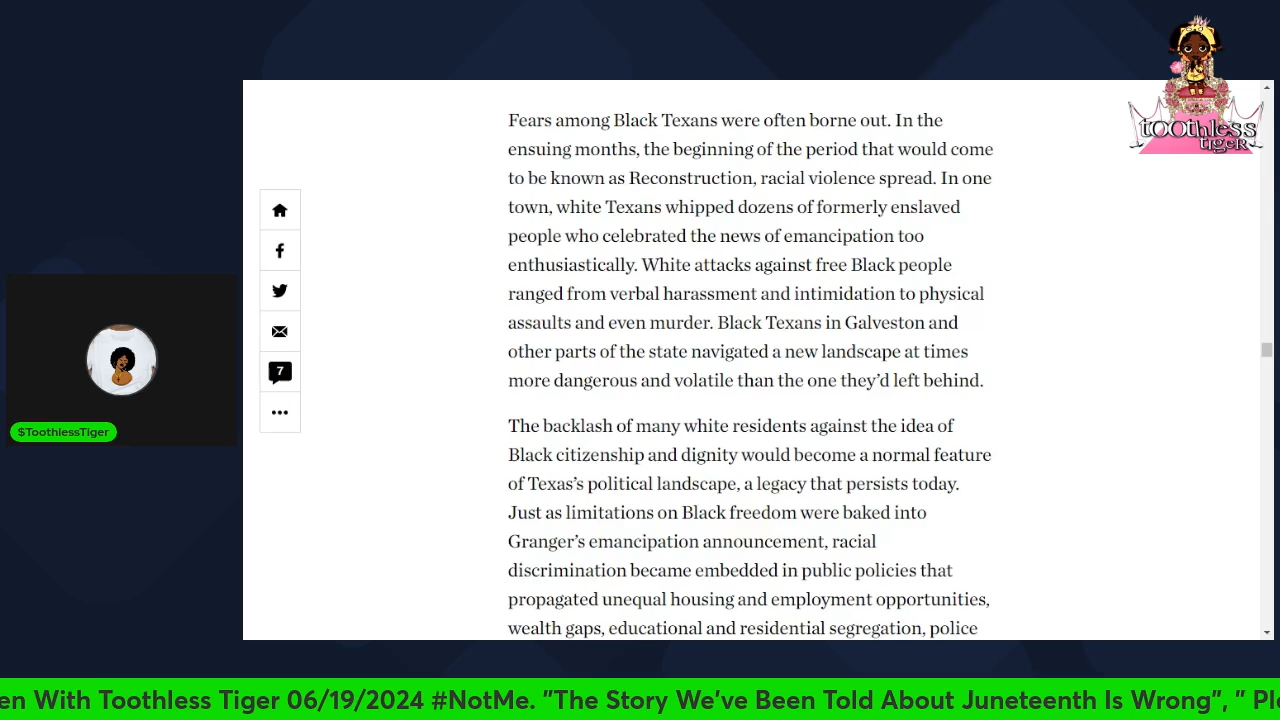 tOOthless
tigeR
Fears among Black Texans were often borne out. In the
ensuing months, the beginning of the period that would come
to be known as Reconstruction, racial violence spread. In one
town, white Texans whipped dozens of formerly enslaved
people who celebrated the news of emancipation too
enthusiastically. White attacks against free Black people
ranged from verbal harassment and intimidation to physical
assaults and even murder. Black Texans in Galveston and
other parts of the state navigated a new landscape at times
more dangerous and volatile than the one they’d left behind.
7
The backlash of many white residents against the idea of
Black citizenship and dignity would become a normal feature
of Texas’s political landscape, a legacy that persists today.
Just as limitations on Black freedom were baked into
Granger’s emancipation announcement, racial
discrimination became embedded in public policies that
propagated unequal housing and employment opportunities,
wealth gaps, educational and residential segregation, police
$ToothlessTiger
en With Toothless Tiger 06/19/2024 #NotMe. "The Story We've Been Told About Juneteenth Is Wrong", " Pl